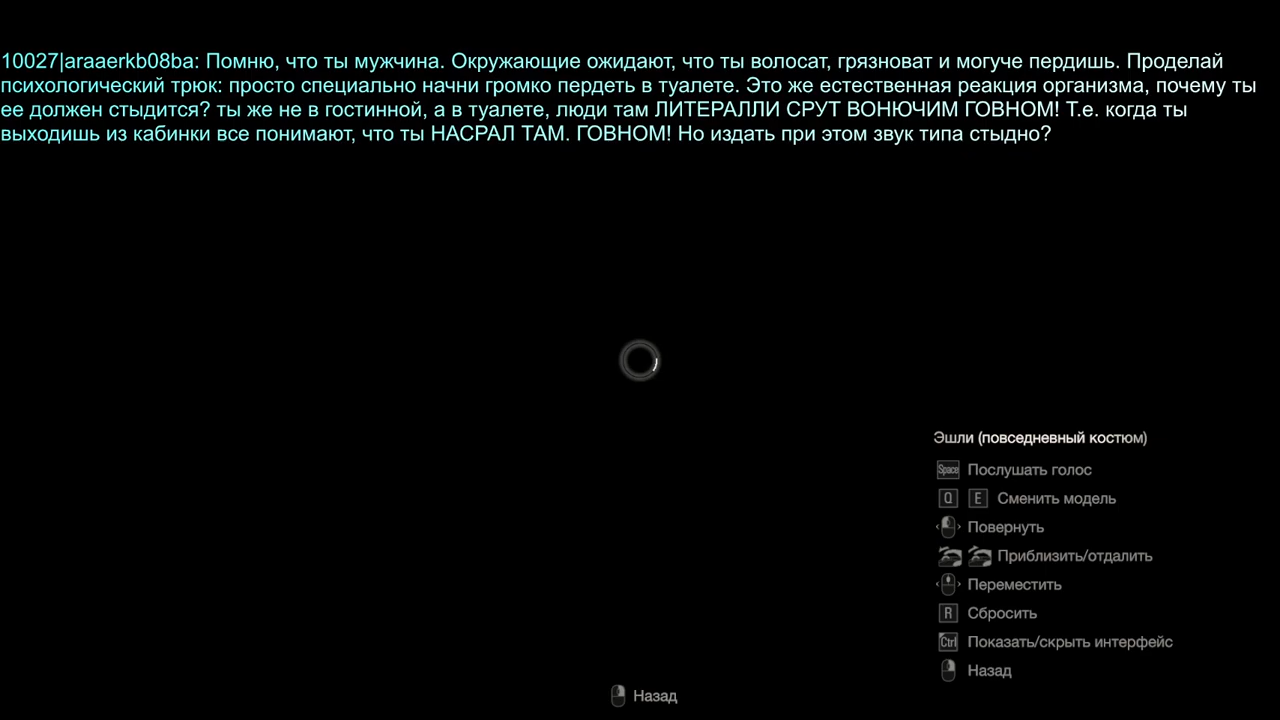 10027|araaerkb08ba: Помню, что ты мужчина. Окружающие ожидают, что ты волосат, грязноват и могуче пердишь. Проделай
психологический трюк: просто специально начни громко пердеть в туалете. Это же естественная реакция организма, почему ты
ее должен стыдится? ты же не в гостинной, а в туалете, люди там ЛИТЕРАЛЛИ СРУТ ВОНЮЧИМ ГОВНОМ! Т.е. когда ты
выходишь из кабинки все понимают, что ты НАСРАЛ ТАМ. ГОВНОМ! Но издать при этом звук типа стыдно?
Эшли (повседневный костюм)
Space Послушать голос
Q E Сменить модель
Повернуть
Приблизить/отдалить
Переместить
R Сбросить
Ctrl Показать/скрыть интерфейс
Назад
Назад